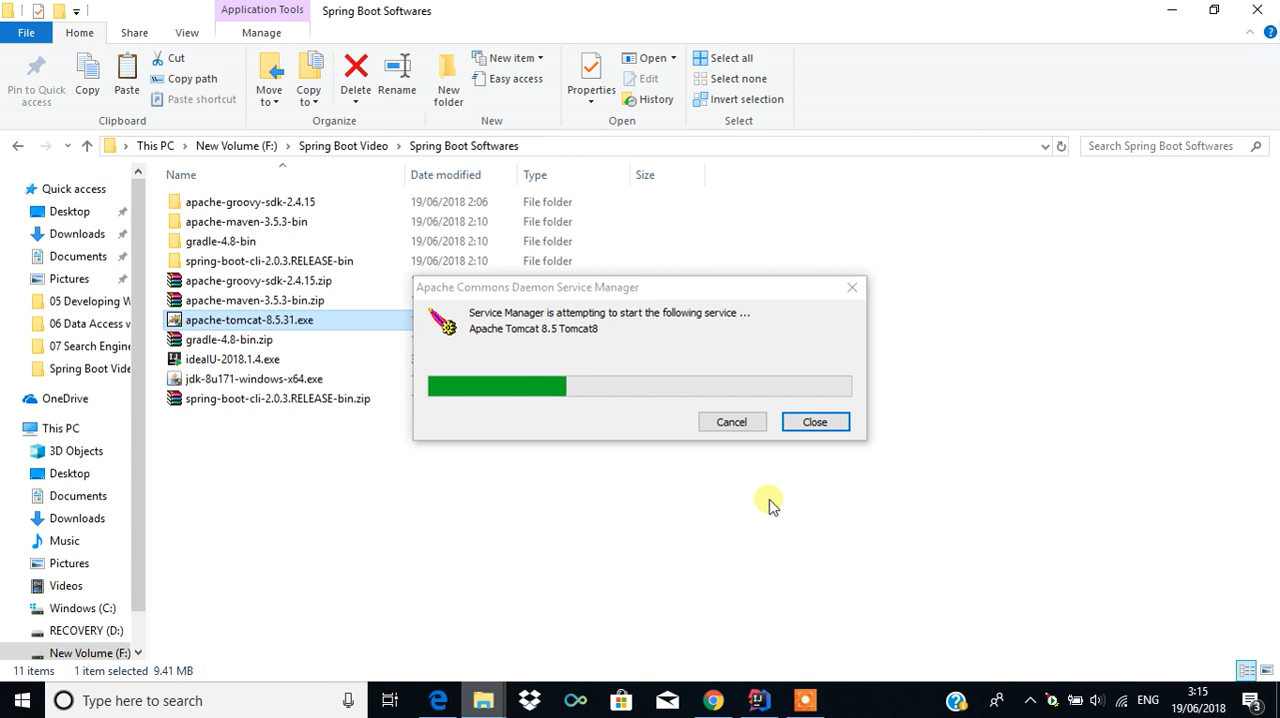 Application Tools
Spring Boot Softwares
File
Home
Share
View
Manage
Pin to Quick access
Copy
Paste
Cut
Copy path
Paste shortcut
Clipboard
Move to
Copy to
Delete
Rename
Organize
New folder
New item
Easy access
New
Properties
Open
Edit
History
Open
Select all
Select none
Invert selection
Select
This PC
New Volume (F:)
Spring Boot Video
Spring Boot Softwares
Search Spring Boot Softwares
Name
Date modified
Type
Size
Quick access
Desktop
Downloads
Documents
Pictures
05 Developing W
06 Data Access w
07 Search Engine
Spring Boot Vide
OneDrive
This PC
3D Objects
Desktop
Documents
Downloads
Music
Pictures
Videos
Windows (C:)
RECOVERY (D:)
New Volume (F:)
apache-groovy-sdk-2.4.15 19/06/2018 2:06 File folder
apache-maven-3.5.3-bin 19/06/2018 2:10 File folder
gradle-4.8-bin 19/06/2018 2:10 File folder
spring-boot-cli-2.0.3.RELEASE-bin 19/06/2018 2:10 File folder
apache-groovy-sdk-2.4.15.zip
apache-maven-3.5.3-bin.zip
apache-tomcat-8.5.31.exe
gradle-4.8-bin.zip
ideaIU-2018.1.4.exe
jdk-8u171-windows-x64.exe
spring-boot-cli-2.0.3.RELEASE-bin.zip
Apache Commons Daemon Service Manager
Service Manager is attempting to start the following service ...
Apache Tomcat 8.5 Tomcat8
Cancel
Close
11 items
1 item selected 9.41 MB
Type here to search
ENG
3:15
19/06/2018
3